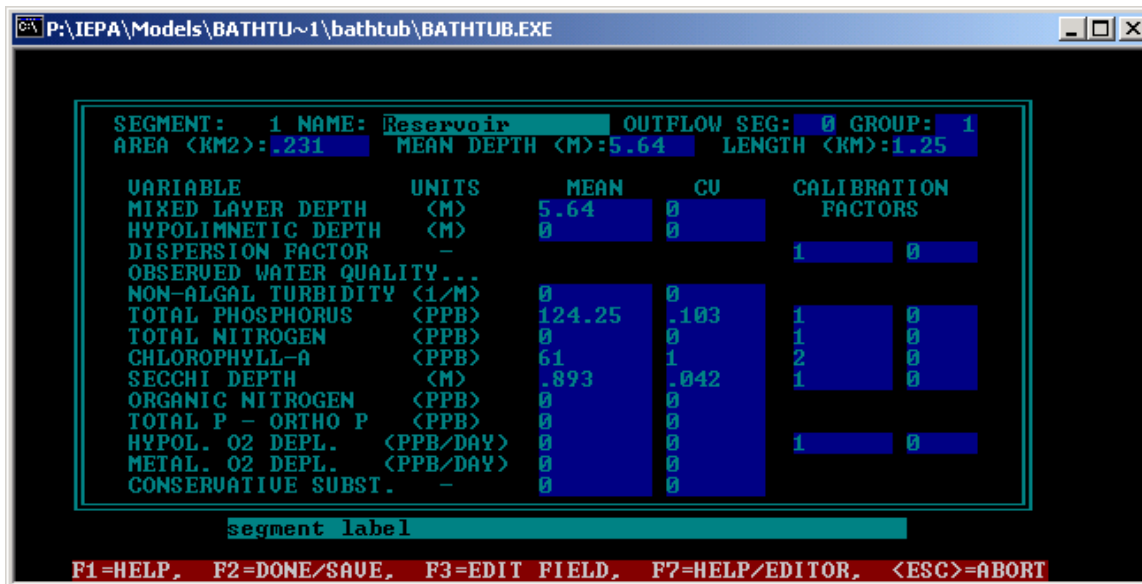 P:\IEPA\Models\BATHTU~1\bathtub\BATHTUB.EXE
SEGMENT: 1 NAME: Reservoir OUTFLOW SEG: 0 GROUP: 1
AREA (KM2):.231 MEAN DEPTH (M):5.64 LENGTH (KM):1.25
VARIABLE UNITS MEAN CV CALIBRATION
MIXED LAYER DEPTH (M) 5.64 0 FACTORS
HYPOLIMNETIC DEPTH (M) 0 0
DISPERSION FACTOR - 1 0
OBSERVED WATER QUALITY...
NON-ALGAL TURBIDITY (1/M) 0 0
TOTAL PHOSPHORUS (PPB) 124.25 .103 1 0
TOTAL NITROGEN (PPB) 0 0 1 0
CHLOROPHYLL-A (PPB) 61 1 2 0
SECCHI DEPTH (M) .893 .042 1 0
ORGANIC NITROGEN (PPB) 0 0
TOTAL P - ORTHO P (PPB) 0 0
HYPOL. O2 DEPL. (PPB/DAY) 0 0 1 0
METAL. O2 DEPL. (PPB/DAY) 0 0
CONSERVATIVE SUBST. - 0 0
segment label
F1=HELP, F2=DONE/SAVE, F3=EDIT FIELD, F7=HELP/EDITOR, <ESC>=ABORT